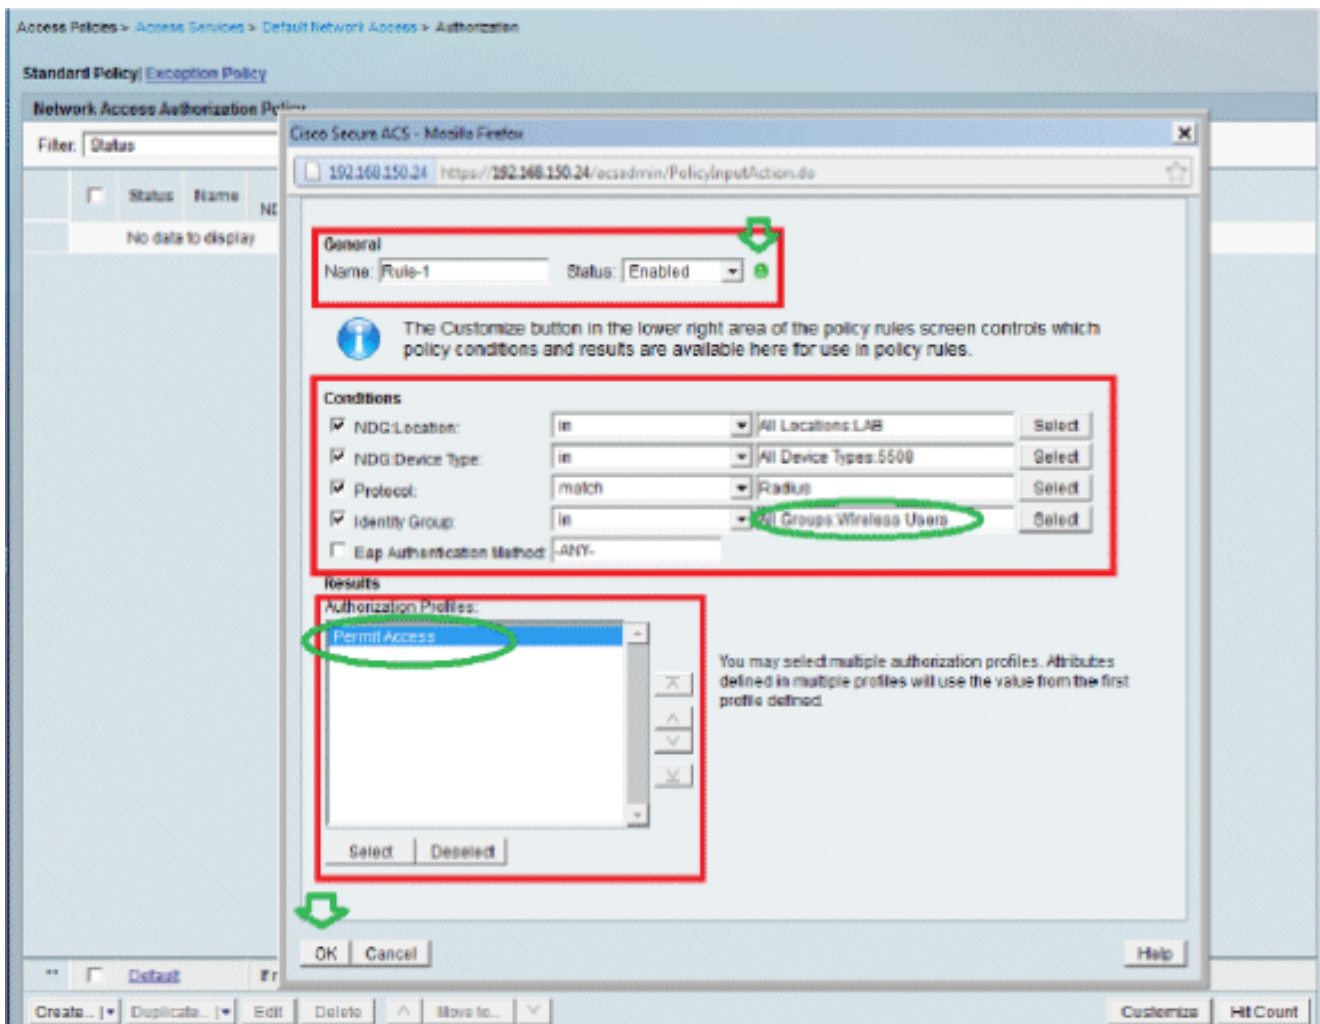 Access Policies > Access Services > Default Network Access > Authorization
Standard Policy| Exception Policy
Network Access Authorization Policy
Filter: Status
Status Name
No data to display
Cisco Secure ACS - Mozilla Firefox
192.168.150.24 https://192.168.150.24/acsadmin/PolicyInputAction.do
General
Name: Rule-1 Status: Enabled
The Customize button in the lower right area of the policy rules screen controls which
policy conditions and results are available here for use in policy rules.
Conditions
NDG:Location: in All Locations:LAB Select
NDG:Device Type: in All Device Types:5508 Select
Protocol: match Radius Select
Identity Group: in All Groups:Wireless Users Select
Eap Authentication Method: -ANY-
Results
Authorization Profiles:
Permit Access
You may select multiple authorization profiles. Attributes
defined in multiple profiles will use the value from the first
profile defined.
Select Deselect
OK Cancel Help
** Default
Create... Duplicate... Edit Delete Move to... Customize Hit Count